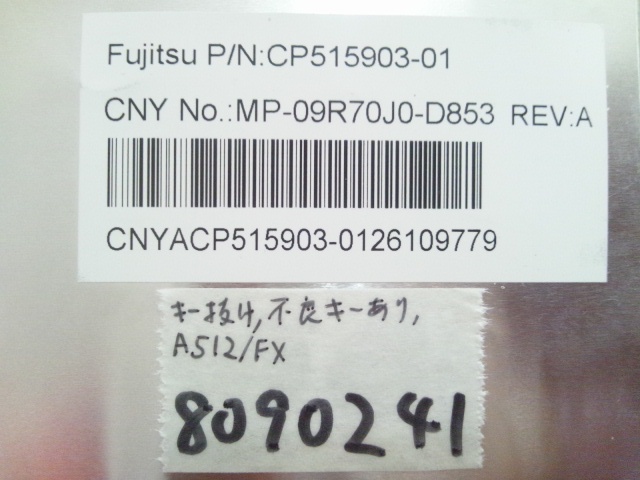 Fujitsu P/N:CP515903-01
CNY No.:MP-09R70J0-D853 REV:A
CNYACP515903-0126109779
キー抜け,不良キーあり,
A512/FX
8090241